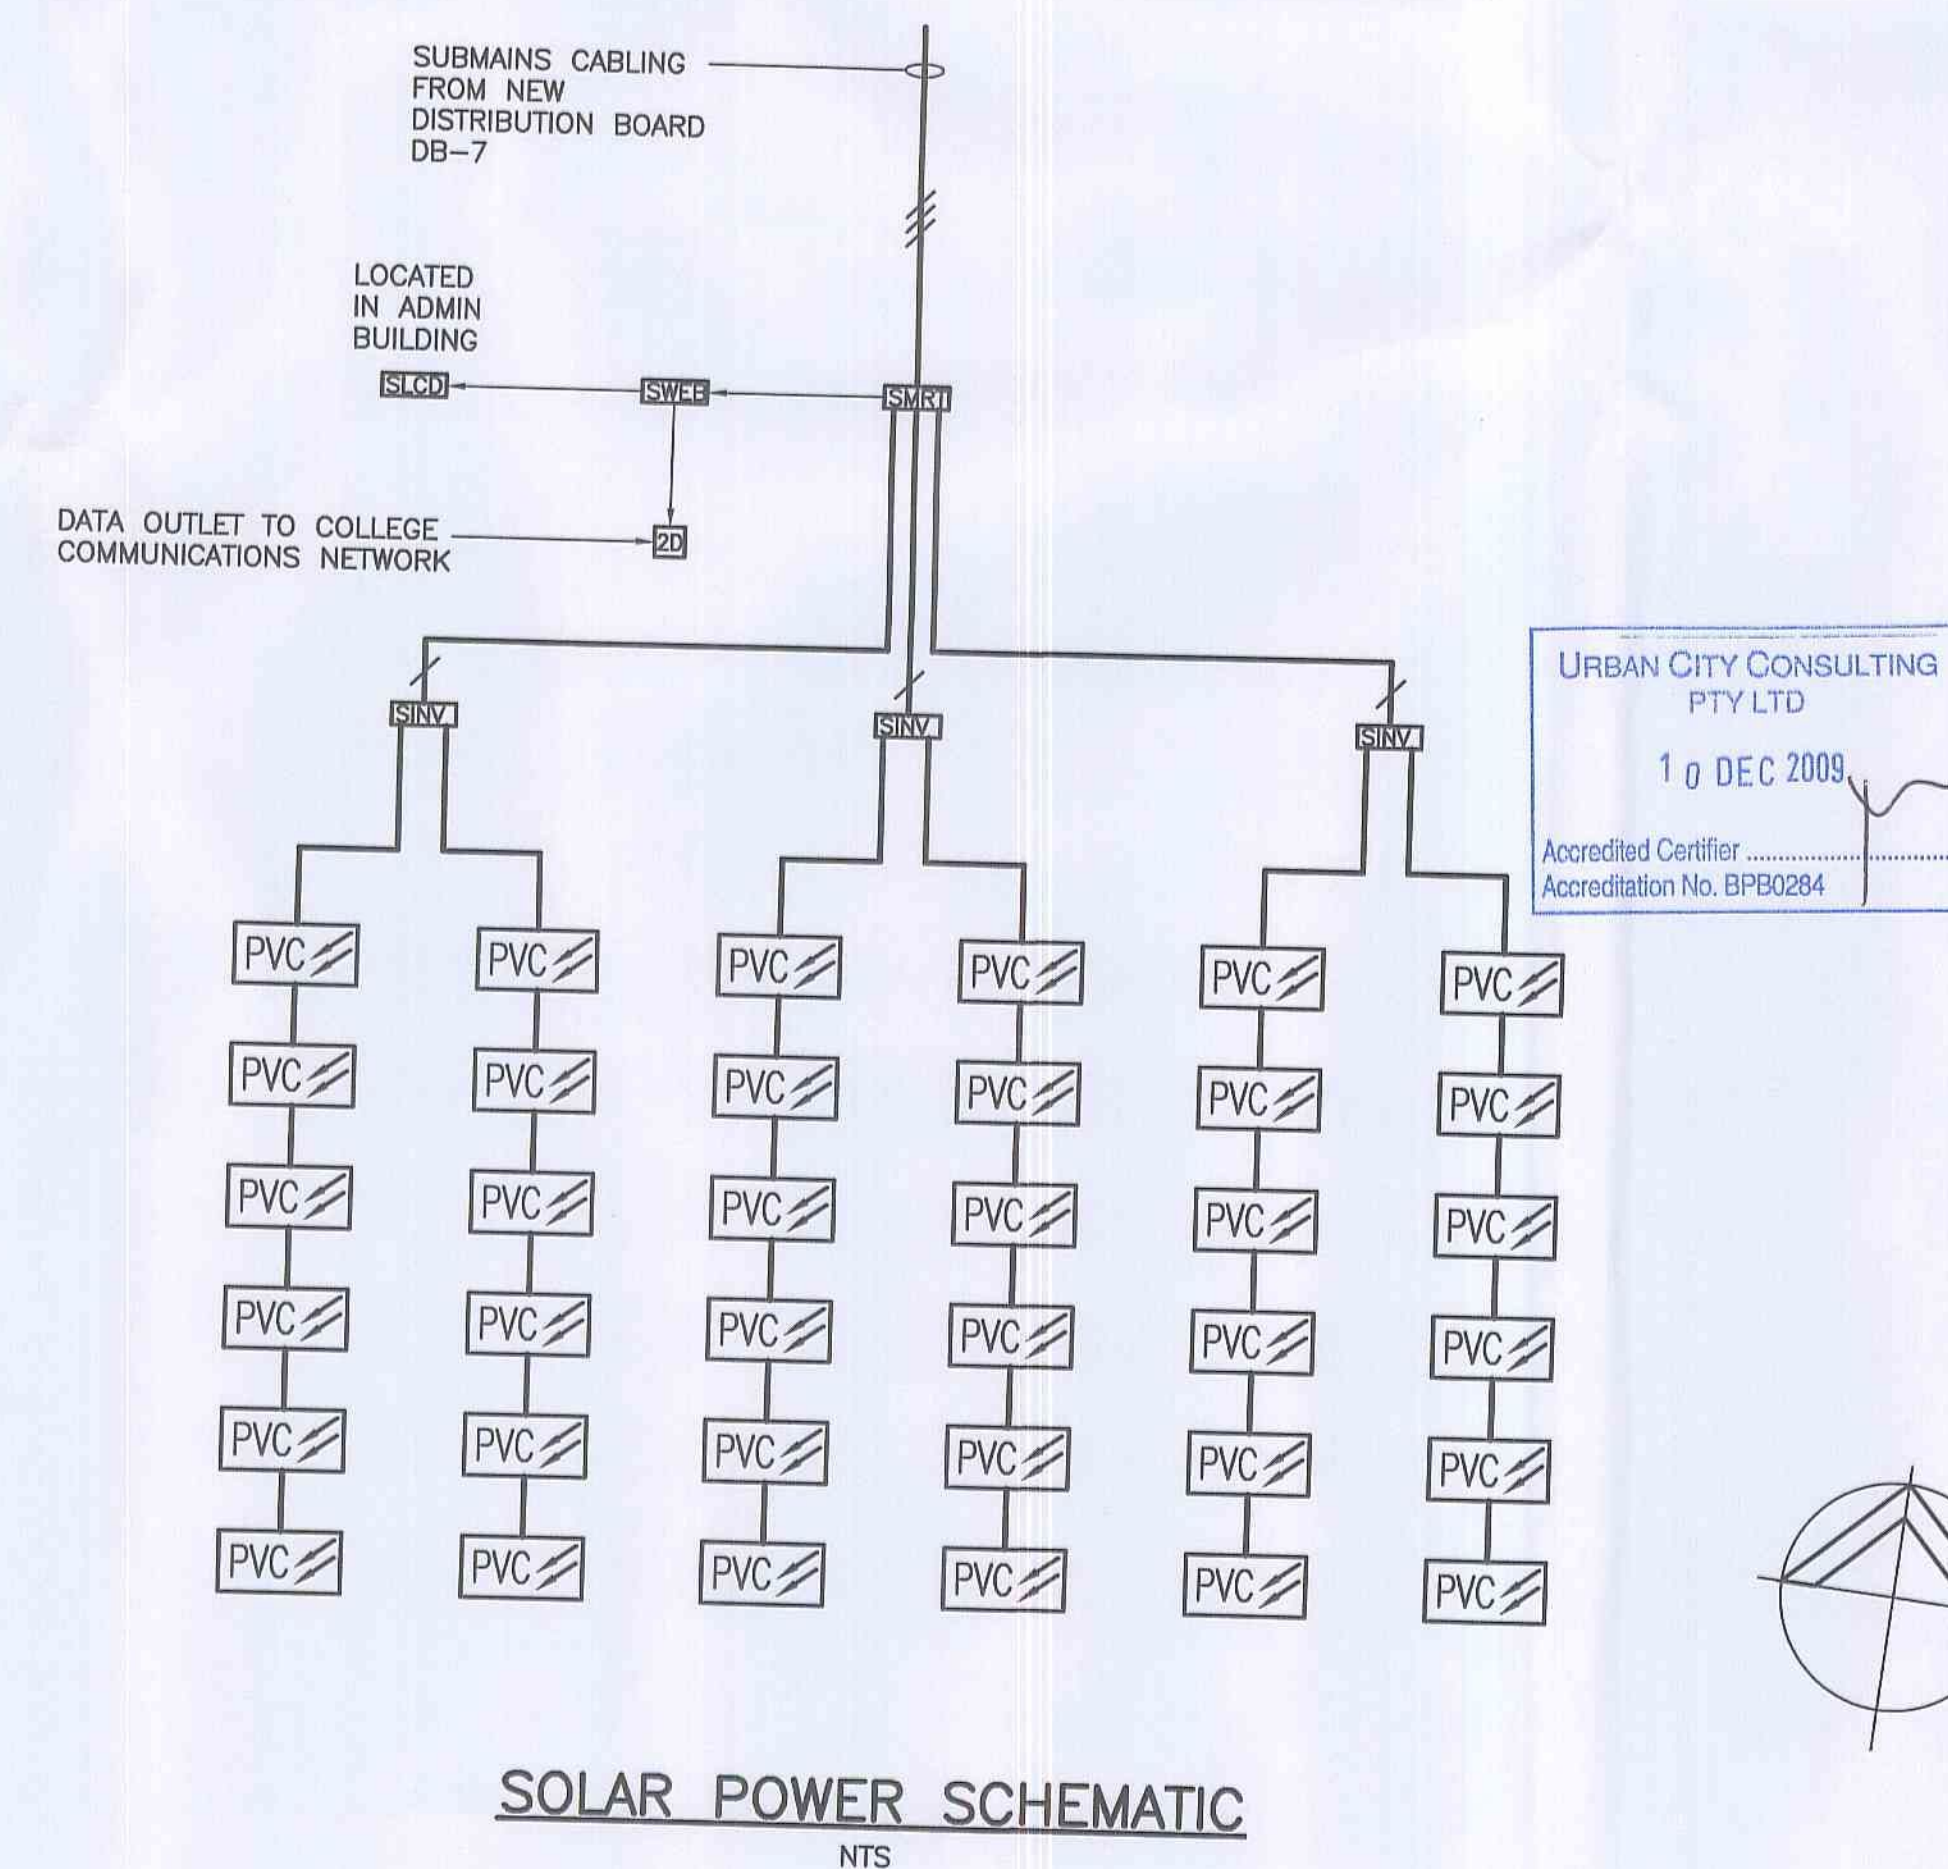 SUBMAINS CABLING
FROM NEW
DISTRIBUTION BOARD
DB-7
LOCATED
IN ADMIN
BUILDING
SLCD
SWEB
SMRT
DATA OUTLET TO COLLEGE
COMMUNICATIONS NETWORK
2D
SINV
SINV
SINV
URBAN CITY CONSULTING
PTY LTD
10 DEC 2009
Accredited Certifier
Accreditation No. BPB0284
PVC PVC PVC PVC PVC PVC
PVC PVC PVC PVC PVC PVC
PVC PVC PVC PVC PVC PVC
PVC PVC PVC PVC PVC PVC
PVC PVC PVC PVC PVC PVC
PVC PVC PVC PVC PVC PVC
SOLAR POWER SCHEMATIC
NTS